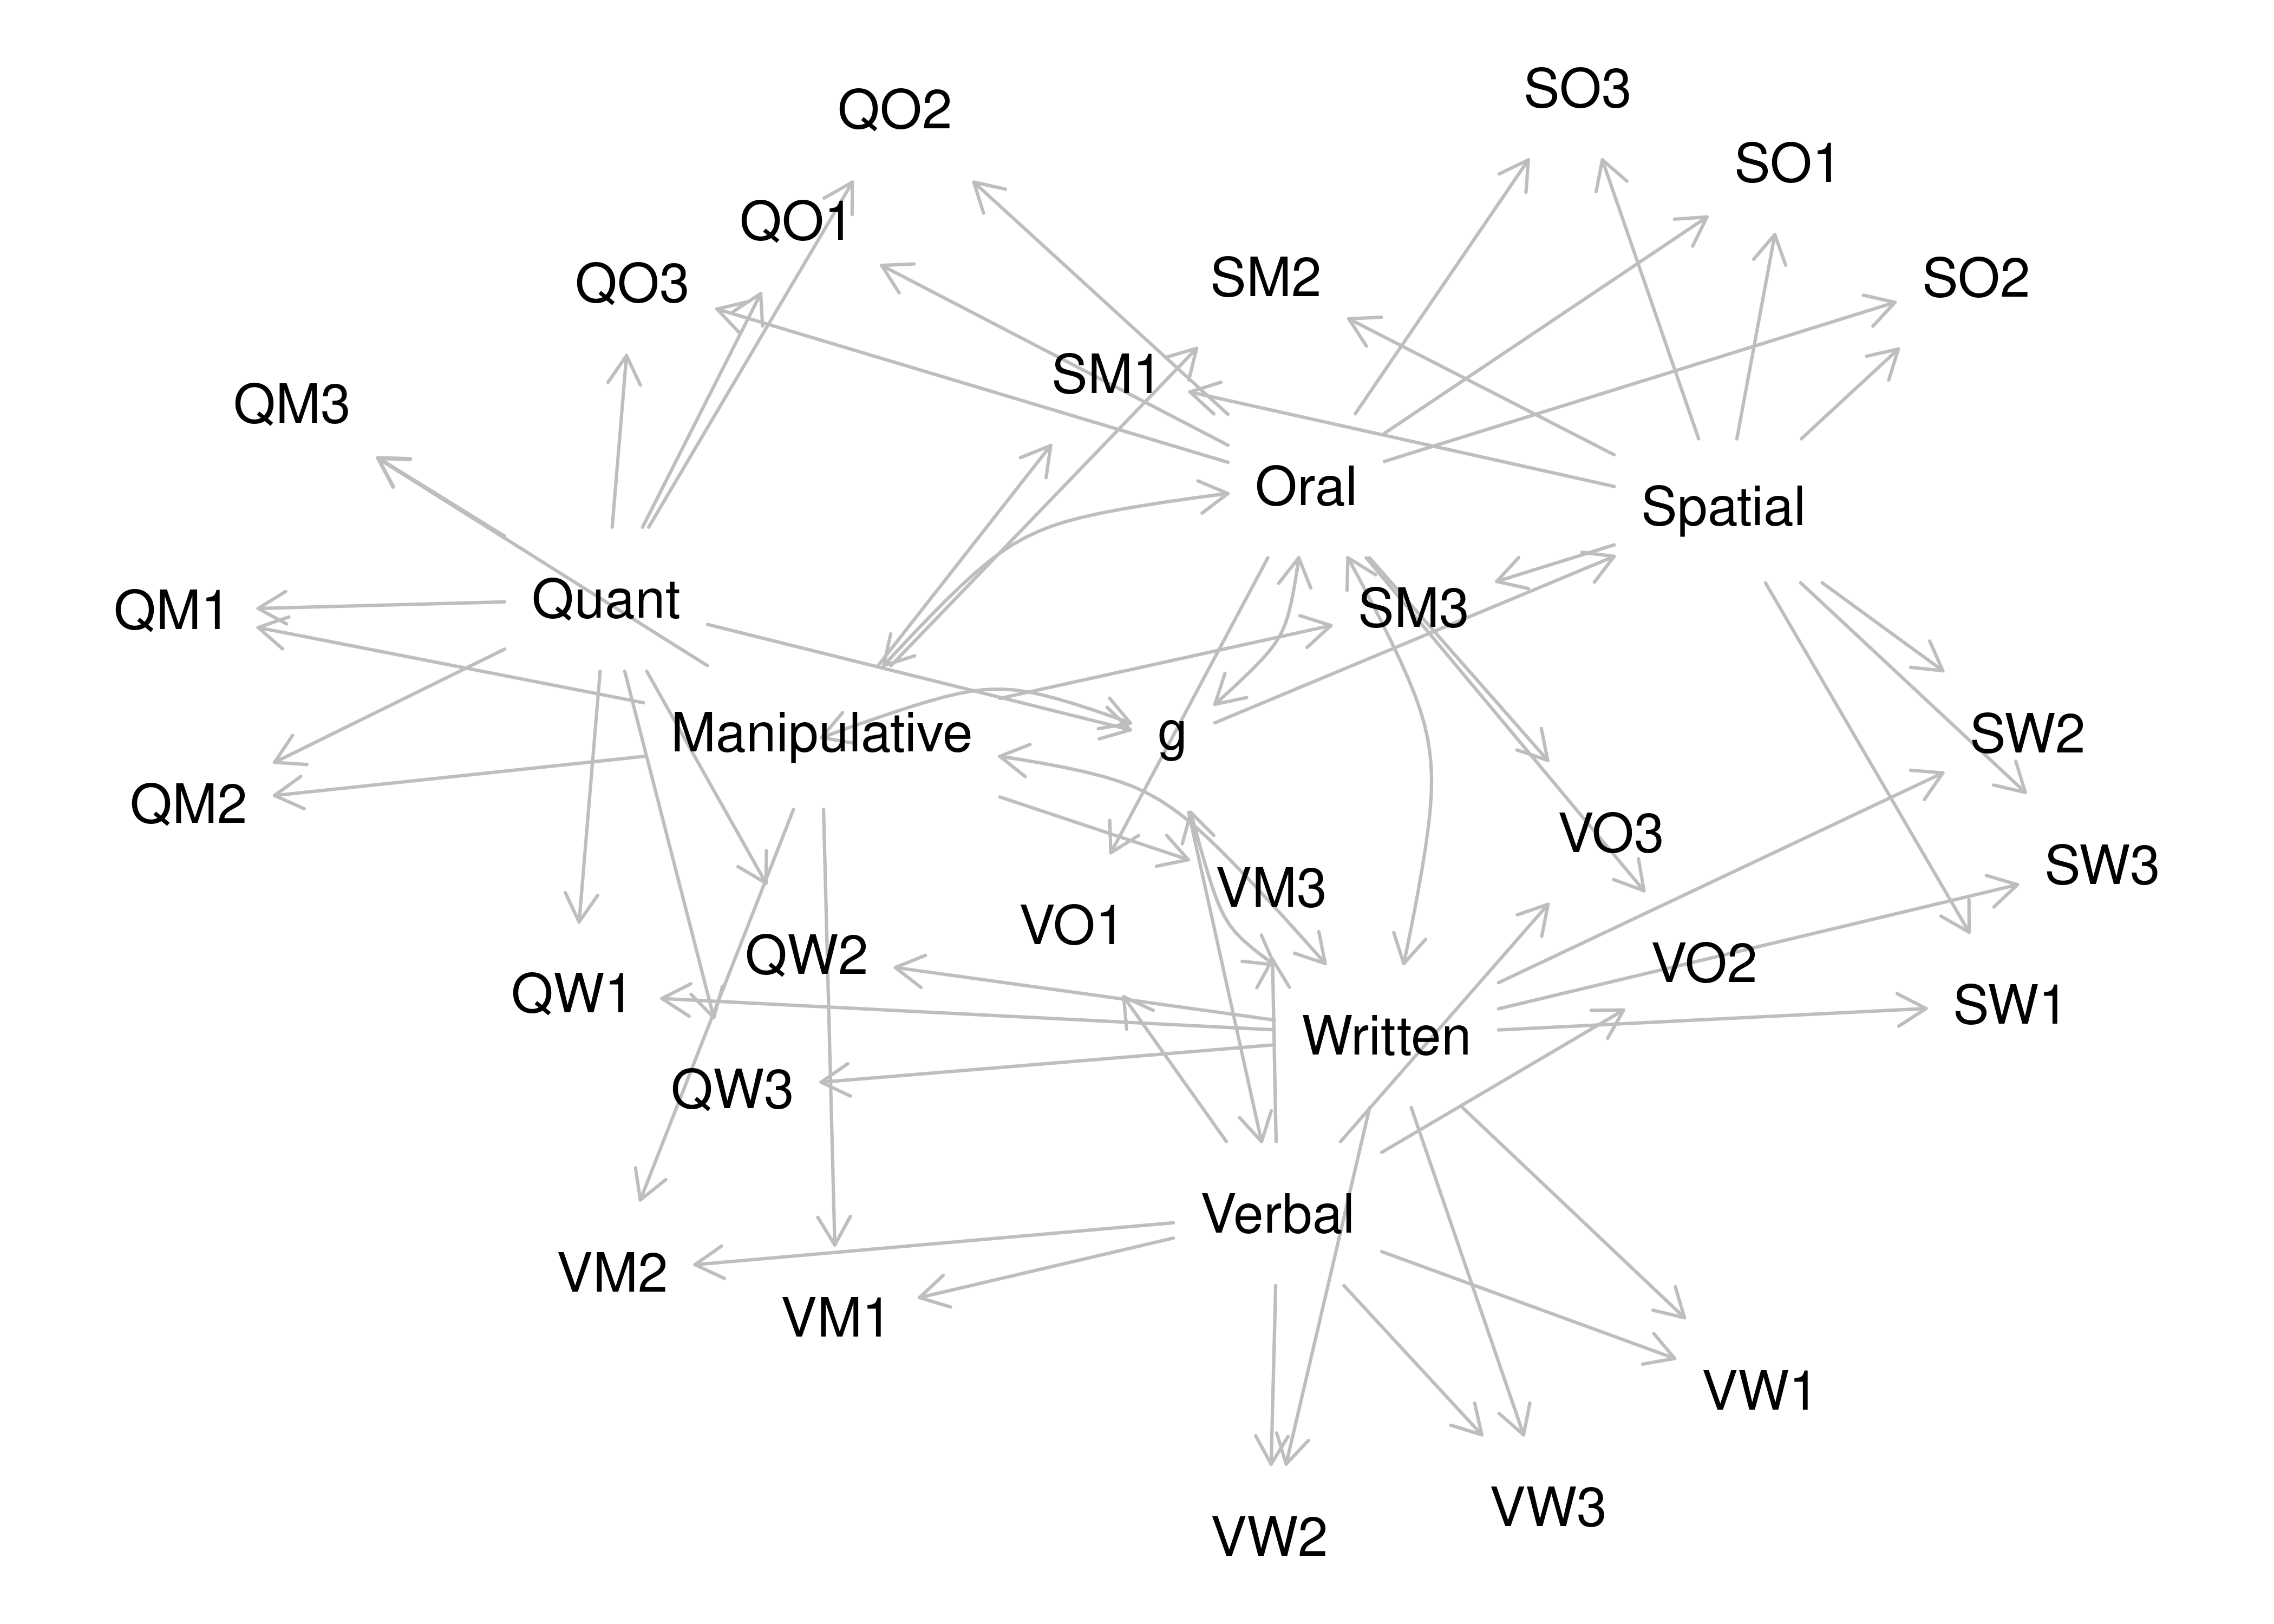 SO3
QO2
SO1
QO1
QO3
SM2
SO2
SM1
QM3
Oral
Spatial
Quant
QM1
SM3
Manipulative
g
SW2
QM2
VO3
SW3
VM3
VO1
QW2
VO2
QW1
SW1
Written
QW3
Verbal
VM2
VM1
VW1
VW3
VW2